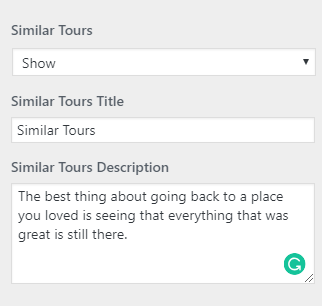 Similar Tours
Show
Similar Tours Title
Similar Tours
Similar Tours Description
The best thing about going back to a place
you loved is seeing that everything that was
great is still there.